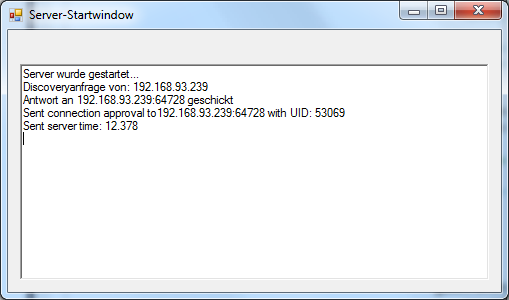 Server-Startwindow
Server wurde gestartet...
Discoveryanfrage von: 192.168.93.239
Antwort an 192.168.93.239:64728 geschickt
Sent connection approval to192.168.93.239:64728 with UID: 53069
Sent server time: 12.378